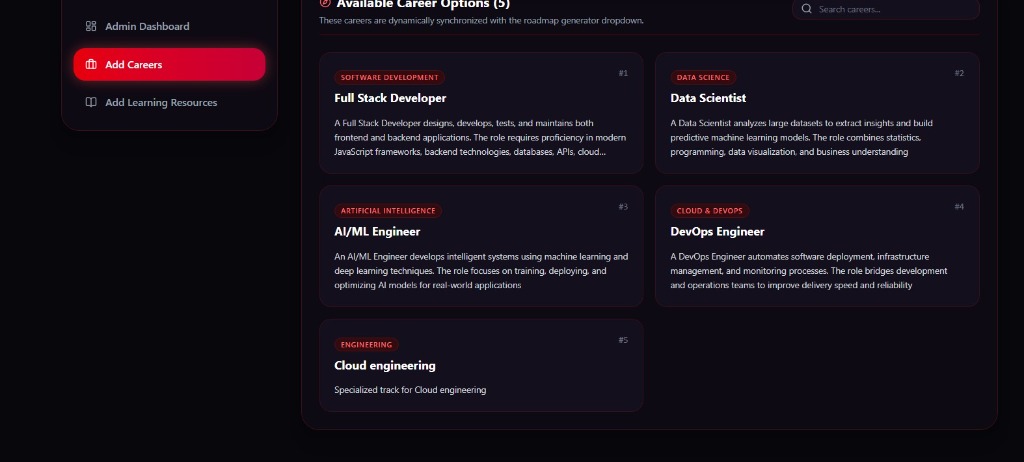 Admin Dashboard
Add Careers
Add Learning Resources
Available Career Options (5)
These careers are dynamically synchronized with the roadmap generator dropdown.
Search careers...
SOFTWARE DEVELOPMENT
#1
Full Stack Developer
A Full Stack Developer designs, develops, tests, and maintains both
frontend and backend applications. The role requires proficiency in modern
JavaScript frameworks, backend technologies, databases, APIs, cloud...
DATA SCIENCE
#2
Data Scientist
A Data Scientist analyzes large datasets to extract insights and build
predictive machine learning models. The role combines statistics,
programming, data visualization, and business understanding
ARTIFICIAL INTELLIGENCE
#3
AI/ML Engineer
An AI/ML Engineer develops intelligent systems using machine learning and
deep learning techniques. The role focuses on training, deploying, and
optimizing AI models for real-world applications
CLOUD & DEVOPS
#4
DevOps Engineer
A DevOps Engineer automates software deployment, infrastructure
management, and monitoring processes. The role bridges development
and operations teams to improve delivery speed and reliability
ENGINEERING
#5
Cloud engineering
Specialized track for Cloud engineering